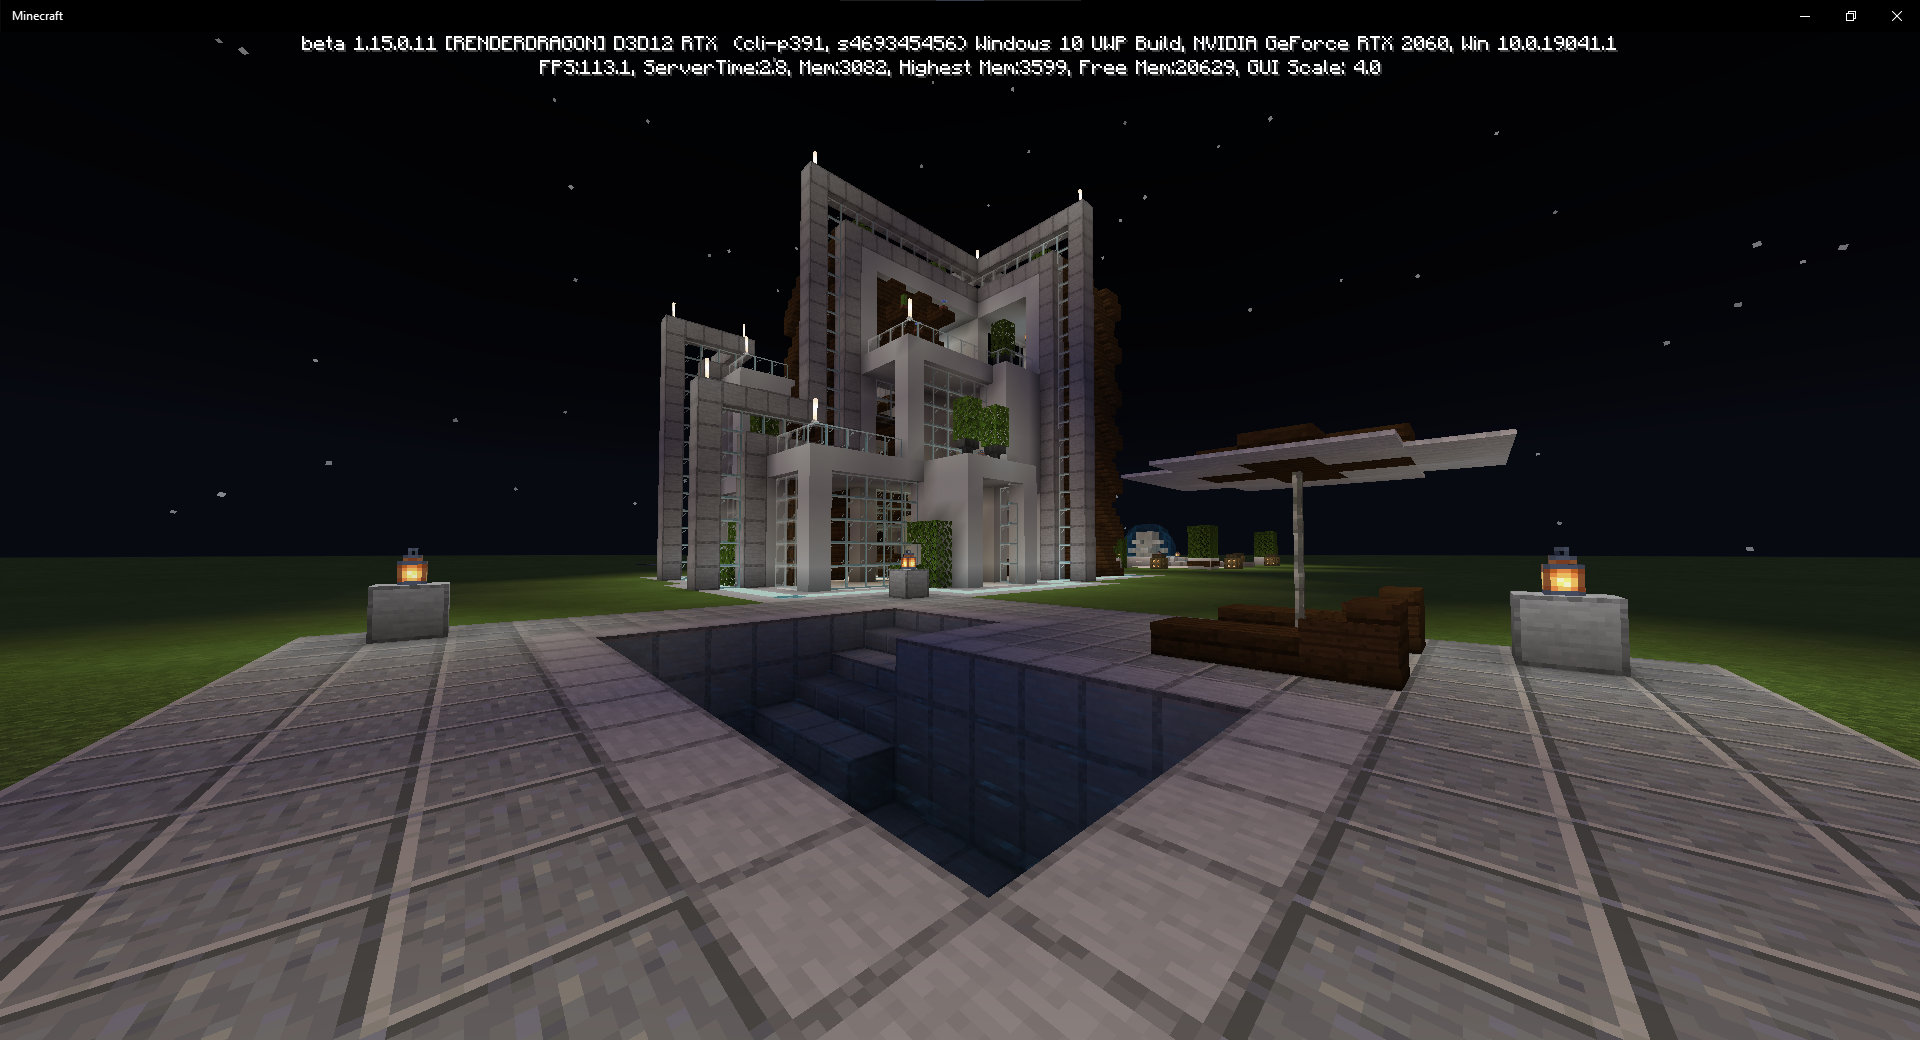 Minecraft
beta 1.15.0.11 [RENDERDRAGON] D3D12 RTX (cli-p391, s469345456) Windows 10 UWP Build, NVIDIA GeForce RTX 2060, Win 10.0.19041.1
FPS:113.1, ServerTime:2.8, Mem:3082, Highest Mem:3599, Free Mem:20629, GUI Scale: 4.0